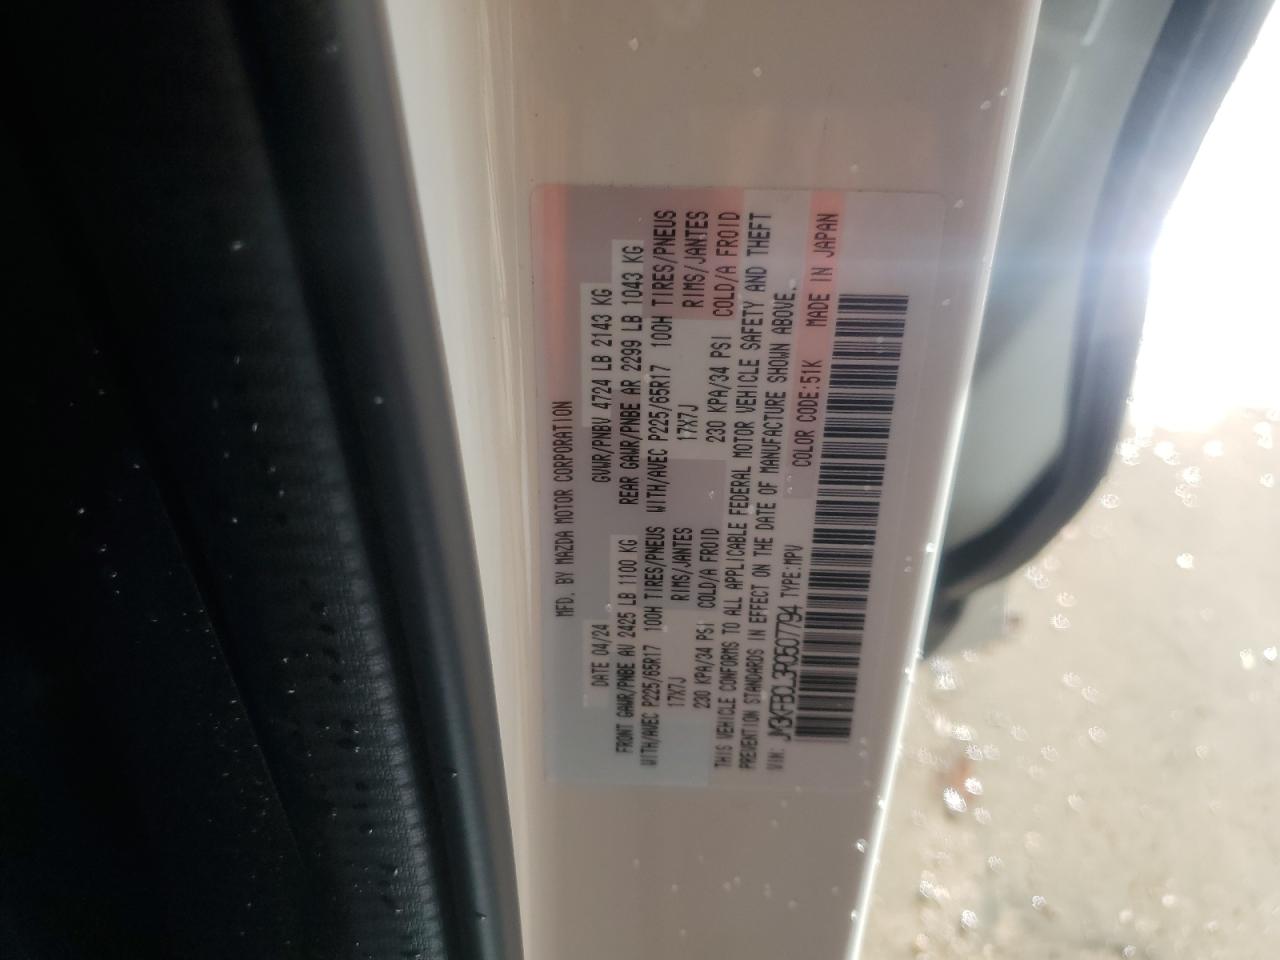 MFD. BY MAZDA MOTOR CORPORATION
DATE 04/24 GVWR/PNBV 4724 LB 2143 KG
FRONT GAWR/PNBE AV 2425 LB 1100 KG REAR GAWR/PNBE AR 2299 LB 1043 KG
WITH/AVEC P225/65R17 100H TIRES/PNEUS WITH/AVEC P225/65R17 100H TIRES/PNEUS
17X7J RIMS/JANTES 17X7J RIMS/JANTES
230 KPA/34 PSI COLD/A FROID 230 KPA/34 PSI COLD/A FROID
THIS VEHICLE CONFORMS TO ALL APPLICABLE FEDERAL MOTOR VEHICLE SAFETY AND THEFT
PREVENTION STANDARDS IN EFFECT ON THE DATE OF MANUFACTURE SHOWN ABOVE.
VIN: JM3KFBCL3R0507794 TYPE:MPV COLOR CODE:51K MADE IN JAPAN